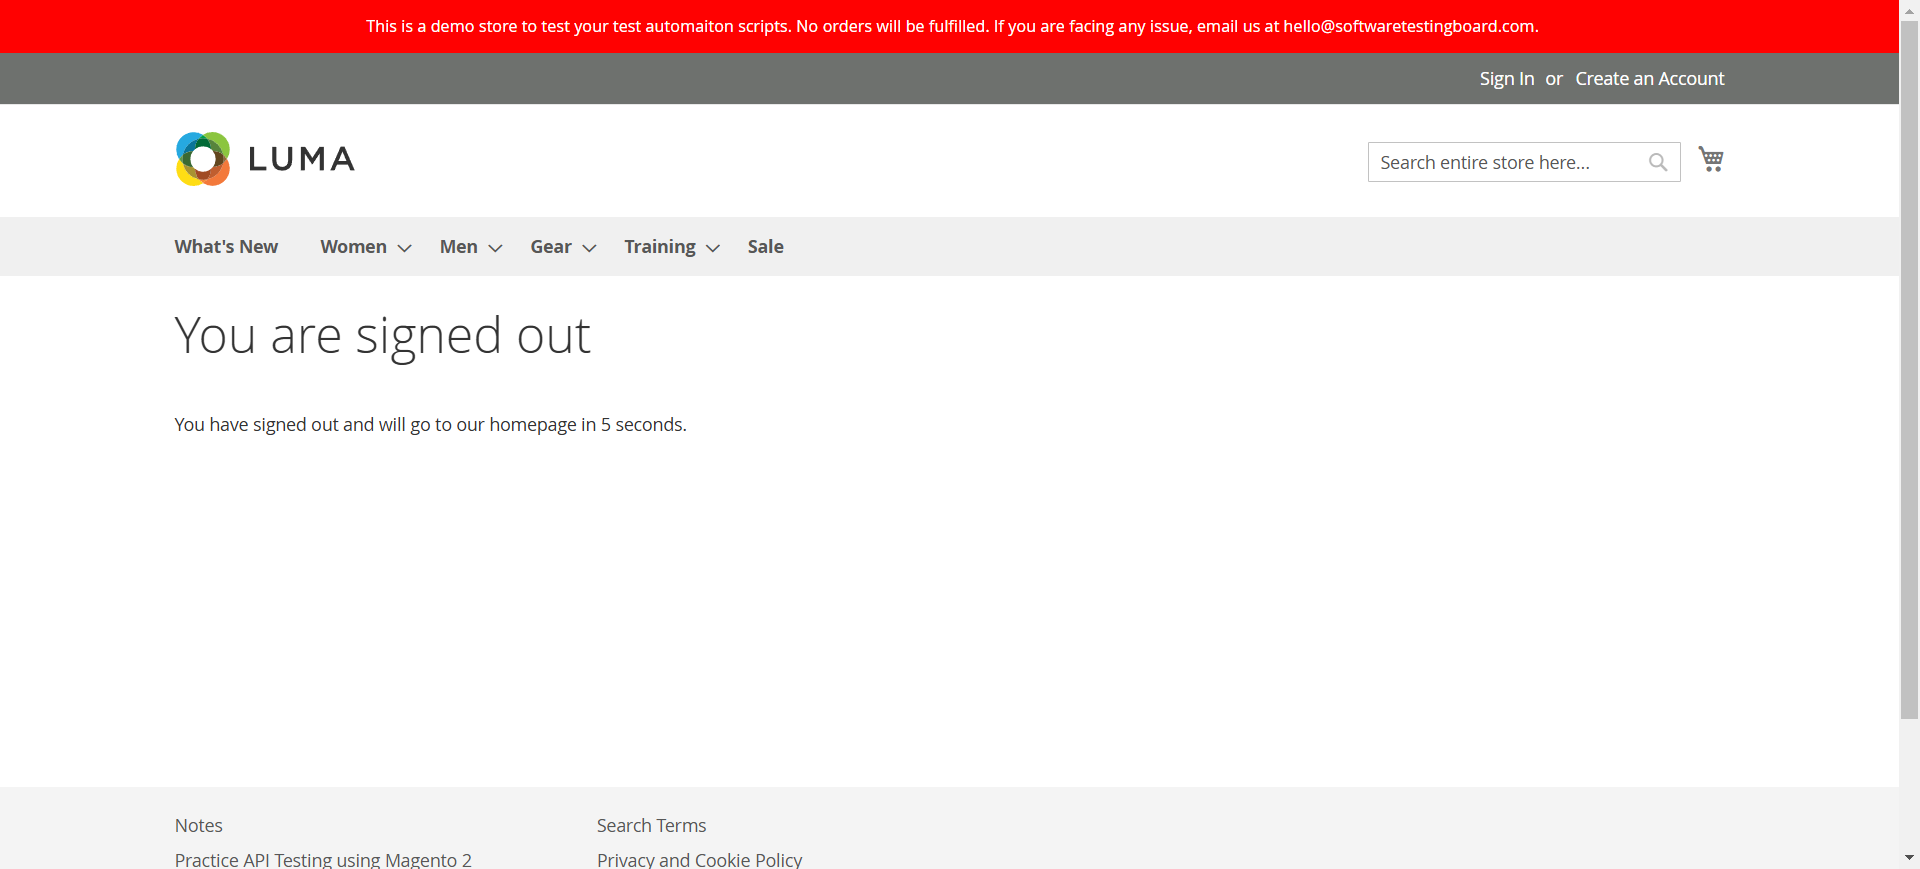 This is a demo store to test your test automaiton scripts. No orders will be fulfilled. If you are facing any issue, email us at hello@softwaretestingboard.com.
Sign In or Create an Account
LUMA
Search entire store here...
What's New Women Men Gear Training Sale
You are signed out
You have signed out and will go to our homepage in 5 seconds.
Notes Search Terms
Practice API Testing using Magento 2 Privacy and Cookie Policy